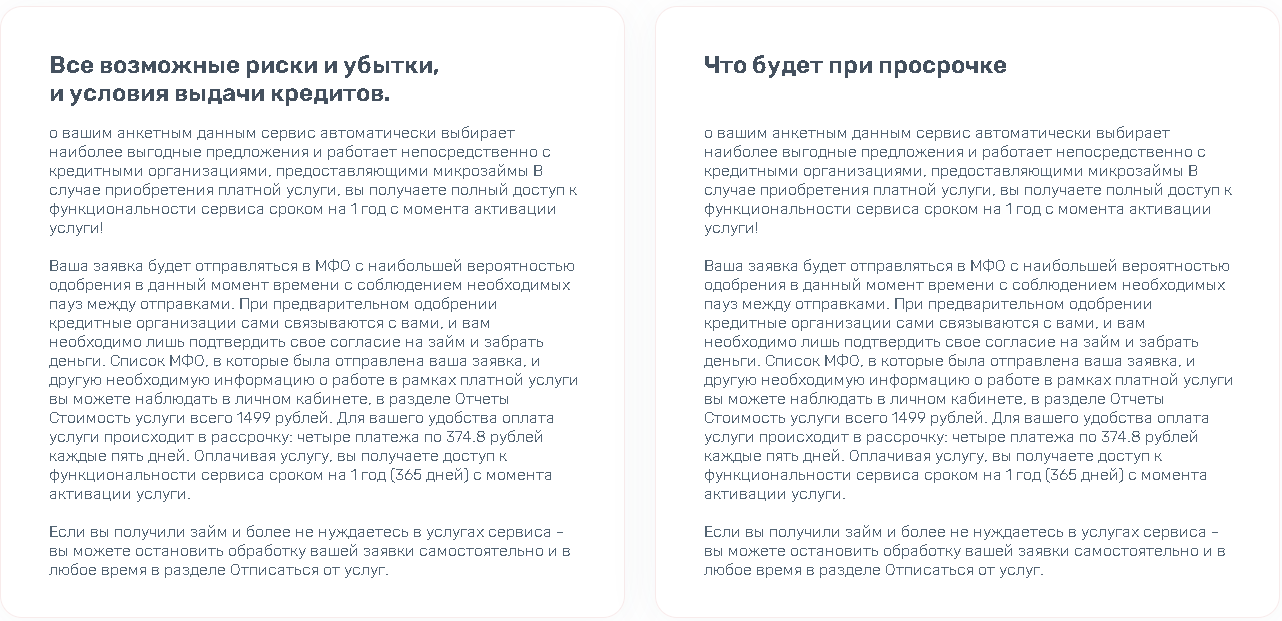 Все возможные риски и убытки,
и условия выдачи кредитов.
о вашим анкетным данным сервис автоматически выбирает
наиболее выгодные предложения и работает непосредственно с
кредитными организациями, предоставляющими микрозаймы В
случае приобретения платной услуги, вы получаете полный доступ к
функциональности сервиса сроком на 1 год с момента активации
услуги!
Ваша заявка будет отправляться в МФО с наибольшей вероятностью
одобрения в данный момент времени с соблюдением необходимых
пауз между отправками. При предварительном одобрении
кредитные организации сами связываются с вами, и вам
необходимо лишь подтвердить свое согласие на займ и забрать
деньги. Список МФО, в которые была отправлена ваша заявка, и
другую необходимую информацию о работе в рамках платной услуги
вы можете наблюдать в личном кабинете, в разделе Отчеты
Стоимость услуги всего 1499 рублей. Для вашего удобства оплата
услуги происходит в рассрочку: четыре платежа по 374.8 рублей
каждые пять дней. Оплачивая услугу, вы получаете доступ к
функциональности сервиса сроком на 1 год (365 дней) с момента
активации услуги.
Если вы получили займ и более не нуждаетесь в услугах сервиса –
вы можете остановить обработку вашей заявки самостоятельно и в
любое время в разделе Отписаться от услуг.
Что будет при просрочке
о вашим анкетным данным сервис автоматически выбирает
наиболее выгодные предложения и работает непосредственно с
кредитными организациями, предоставляющими микрозаймы В
случае приобретения платной услуги, вы получаете полный доступ к
функциональности сервиса сроком на 1 год с момента активации
услуги!
Ваша заявка будет отправляться в МФО с наибольшей вероятностью
одобрения в данный момент времени с соблюдением необходимых
пауз между отправками. При предварительном одобрении
кредитные организации сами связываются с вами, и вам
необходимо лишь подтвердить свое согласие на займ и забрать
деньги. Список МФО, в которые была отправлена ваша заявка, и
другую необходимую информацию о работе в рамках платной услуги
вы можете наблюдать в личном кабинете, в разделе Отчеты
Стоимость услуги всего 1499 рублей. Для вашего удобства оплата
услуги происходит в рассрочку: четыре платежа по 374.8 рублей
каждые пять дней. Оплачивая услугу, вы получаете доступ к
функциональности сервиса сроком на 1 год (365 дней) с момента
активации услуги.
Если вы получили займ и более не нуждаетесь в услугах сервиса –
вы можете остановить обработку вашей заявки самостоятельно и в
любое время в разделе Отписаться от услуг.